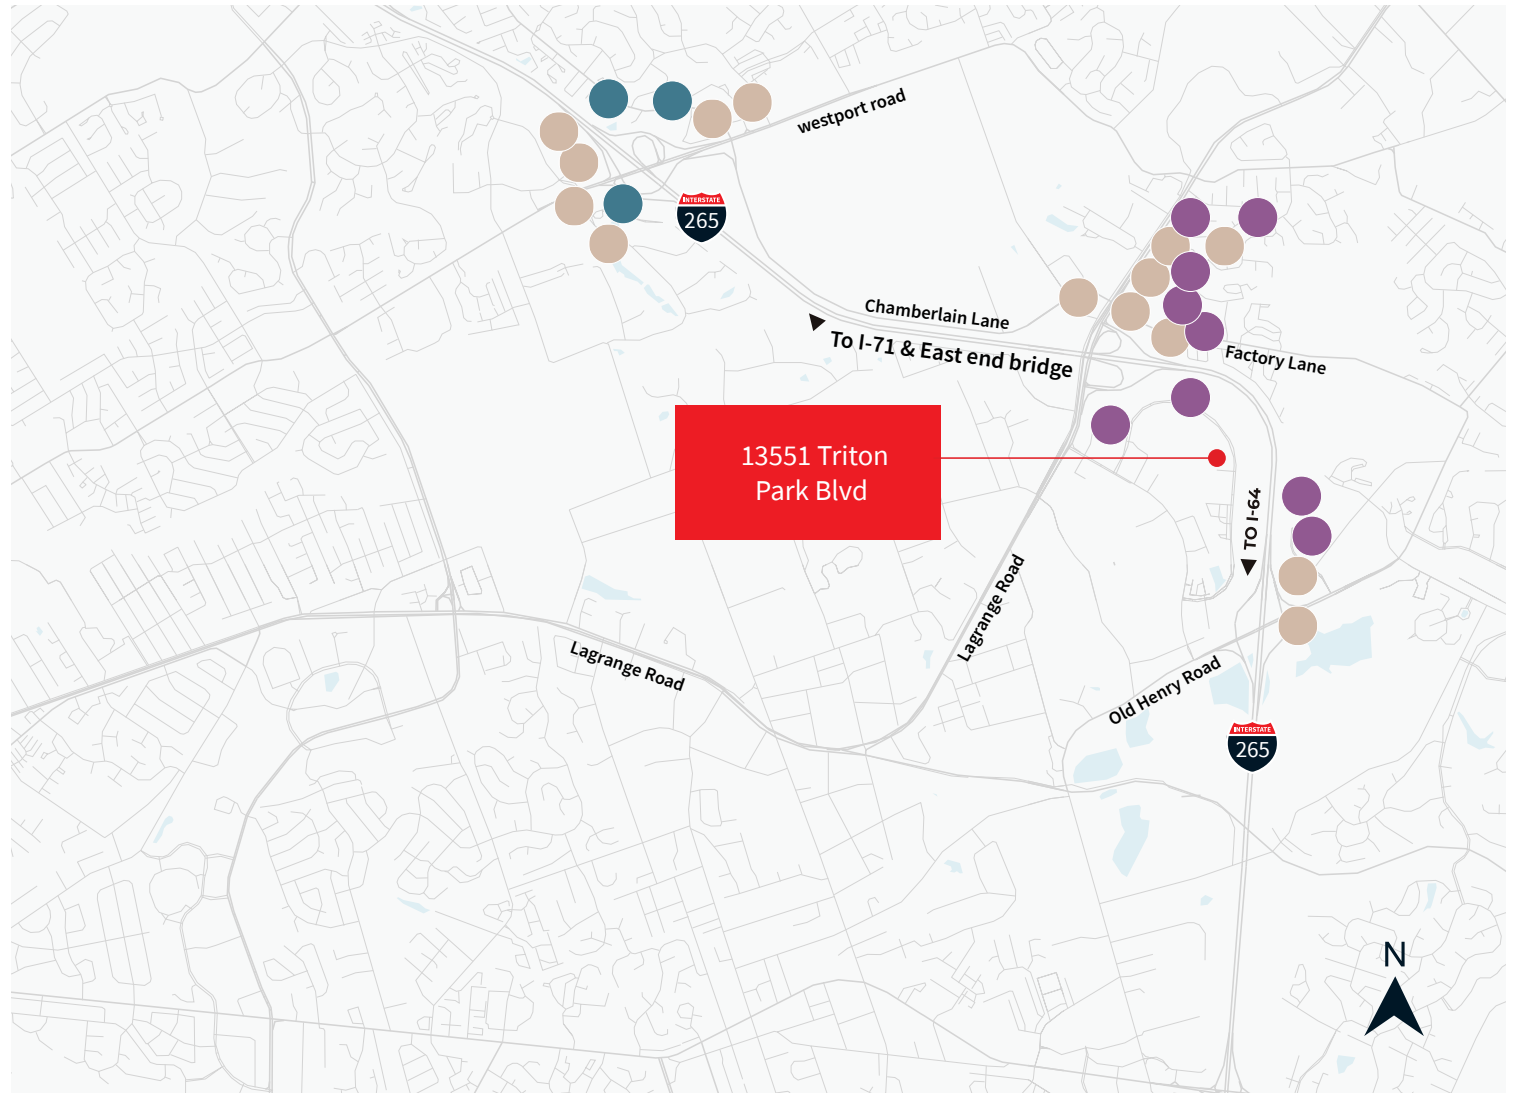 westport road
INTERSTATE
265
Chamberlain Lane
To I-71 & East end bridge
Factory Lane
13551 Triton
Park Blvd
TO I-64
Lagrange Road
Lagrange Road
Old Henry Road
INTERSTATE
265
N